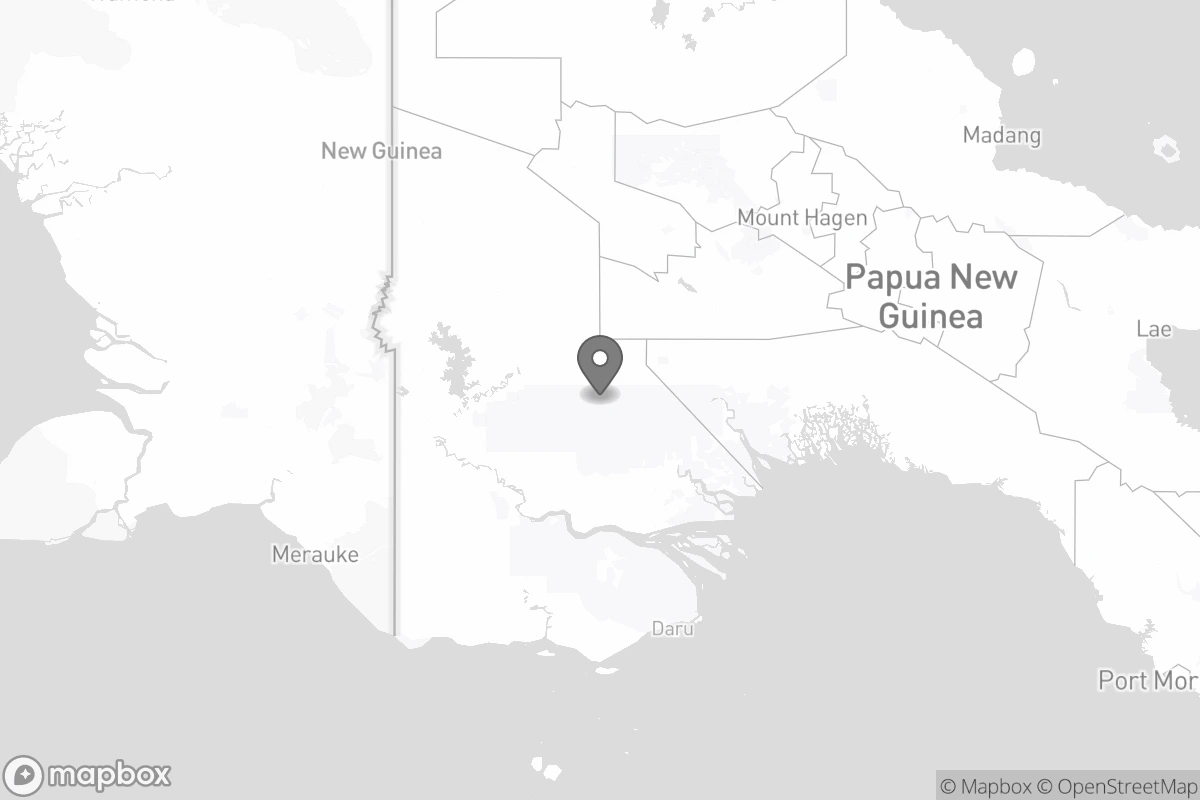 New Guinea
Madang
Mount Hagen
Papua New
Guinea
Lae
Merauke
Daru
Port Mor
mapbox
© Mapbox © OpenStreetMap